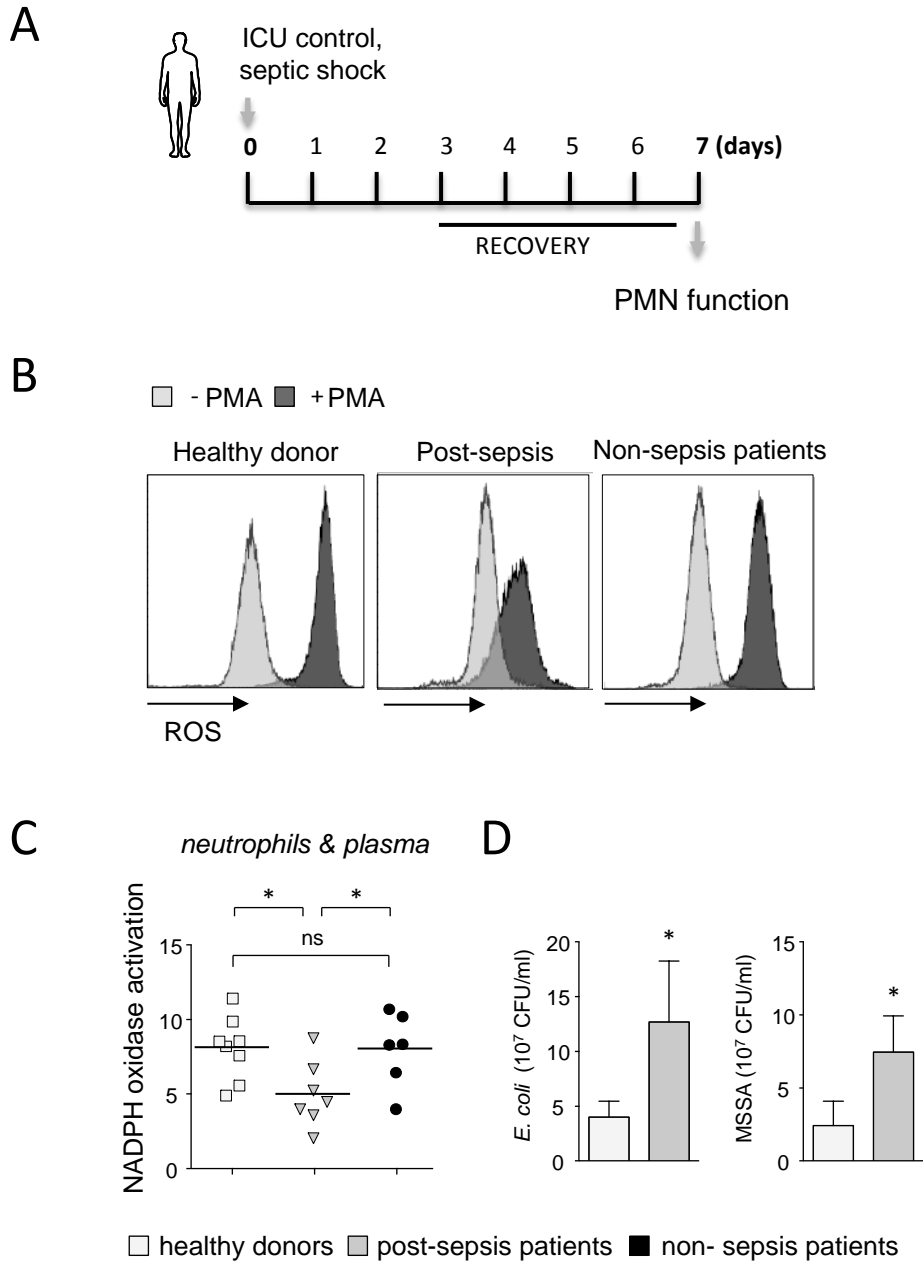 A
ICU control,
septic shock
0 1 2 3 4 5 6 7 (days)
RECOVERY
PMN function
B
- PMA + PMA
Healthy donor Post-sepsis Non-sepsis patients
ROS
C
neutrophils & plasma
* *
ns
NADPH oxidase activation
15
10
5
0
D
E. coli (10⁷ CFU/ml)
20
15
10
5
0
*
MSSA (10⁷ CFU/ml)
15
10
5
0
*
healthy donors post-sepsis patients non- sepsis patients